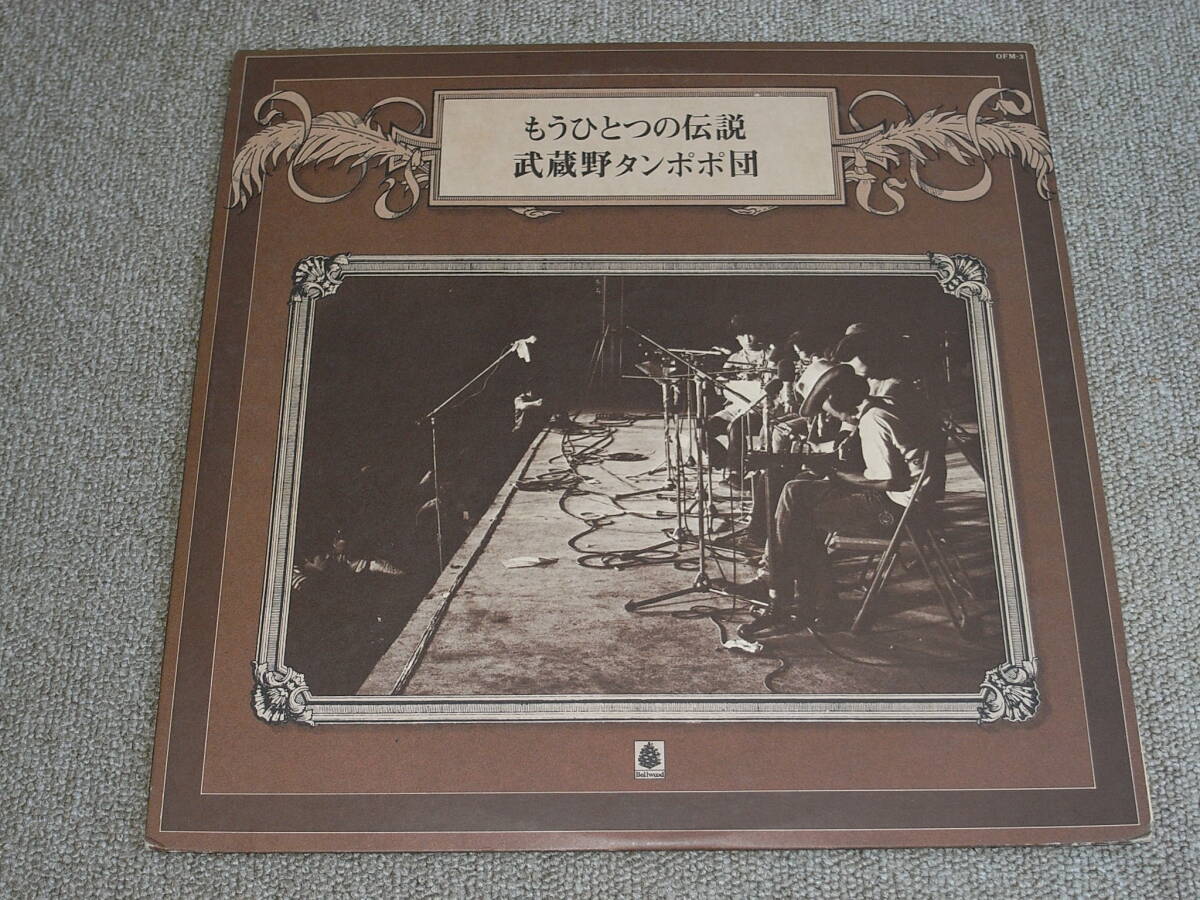 OFM-3
もうひとつの伝説
武蔵野タンポポ団
Bellwood